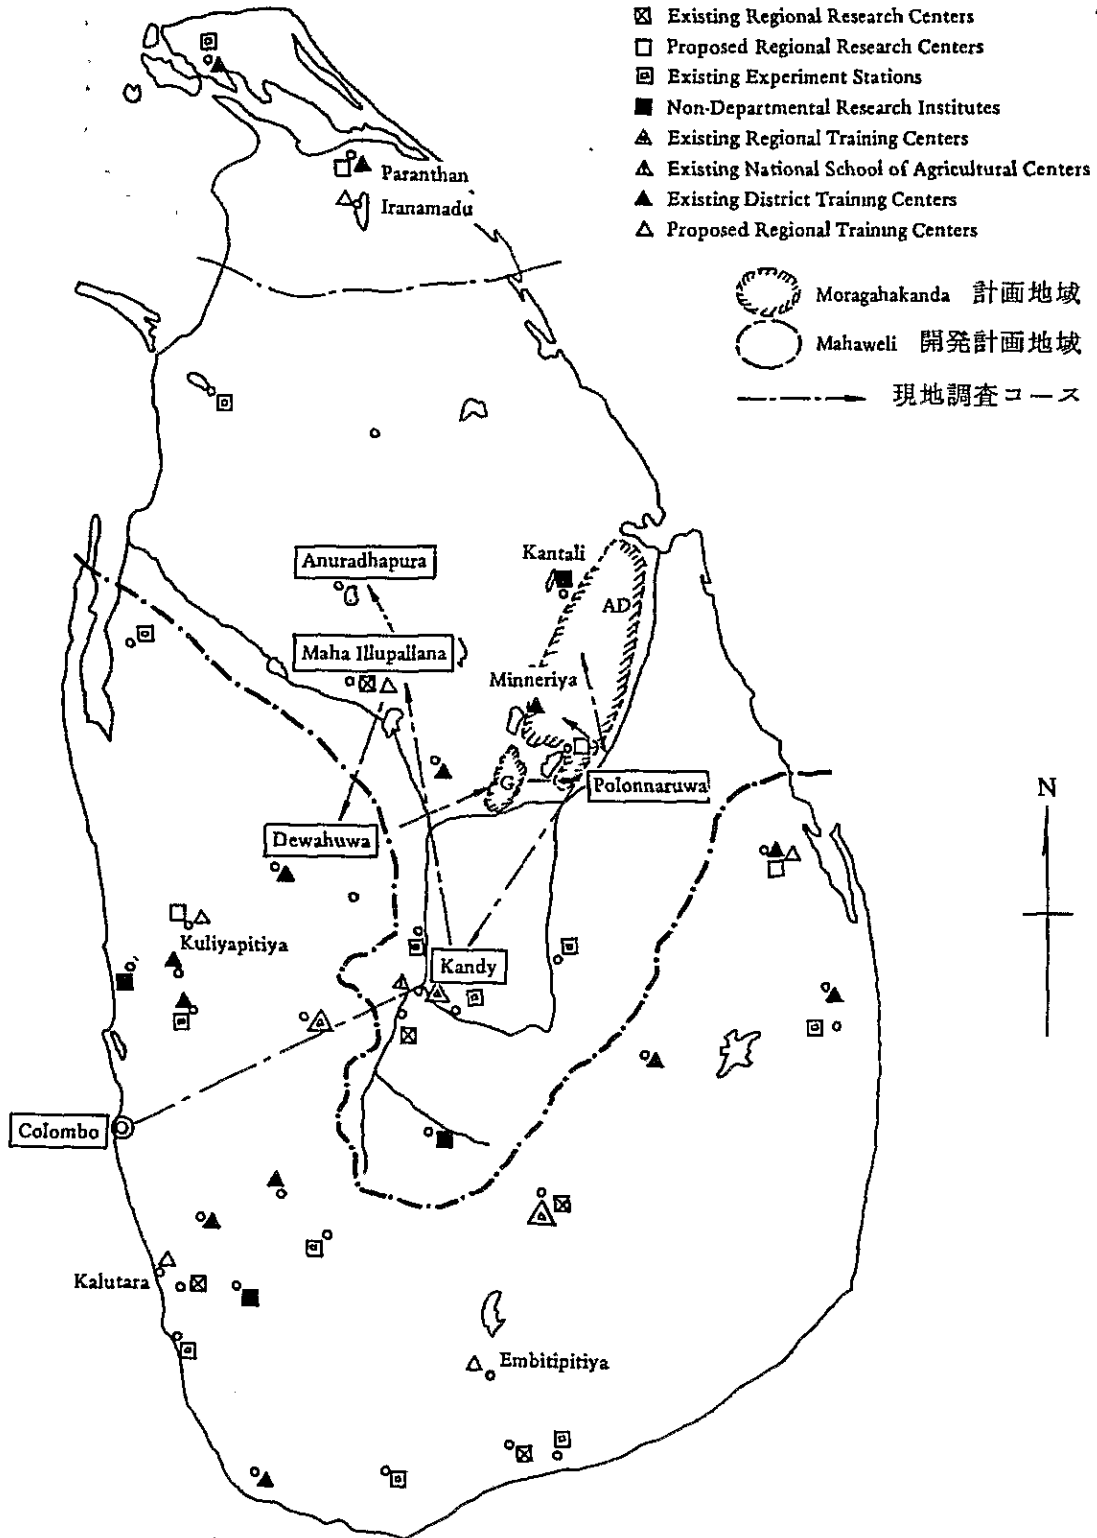 Existing Regional Research Centers
Proposed Regional Research Centers
Existing Experiment Stations
Non-Departmental Research Institutes
Existing Regional Training Centers
Existing National School of Agricultural Centers
Existing District Training Centers
Proposed Regional Training Centers
Moragahakanda 計画地域
Mahaweli 開発計画地域
現地調査コース
Paranthan
Iranamadu
Anuradhapura
Kantali
AD
Maha Illupallana
Minneriya
G
Polonnaruwa
N
Dewahuwa
Kuliyapitiya
Kandy
Colombo
Kalutara
Embitipitiya